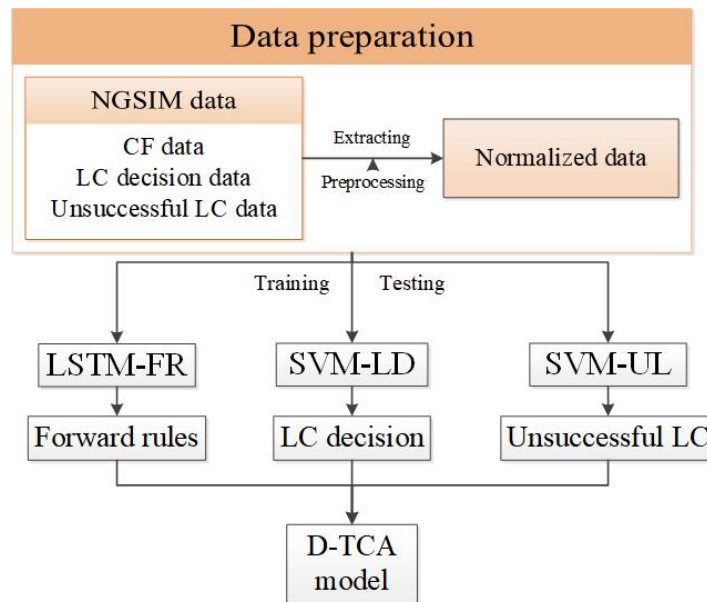 Data preparation
NGSIM data
CF data
LC decision data
Unsuccessful LC data
Extracting
Preprocessing
Normalized data
Training
Testing
LSTM-FR
SVM-LD
SVM-UL
Forward rules
LC decision
Unsuccessful LC
D-TCA
model